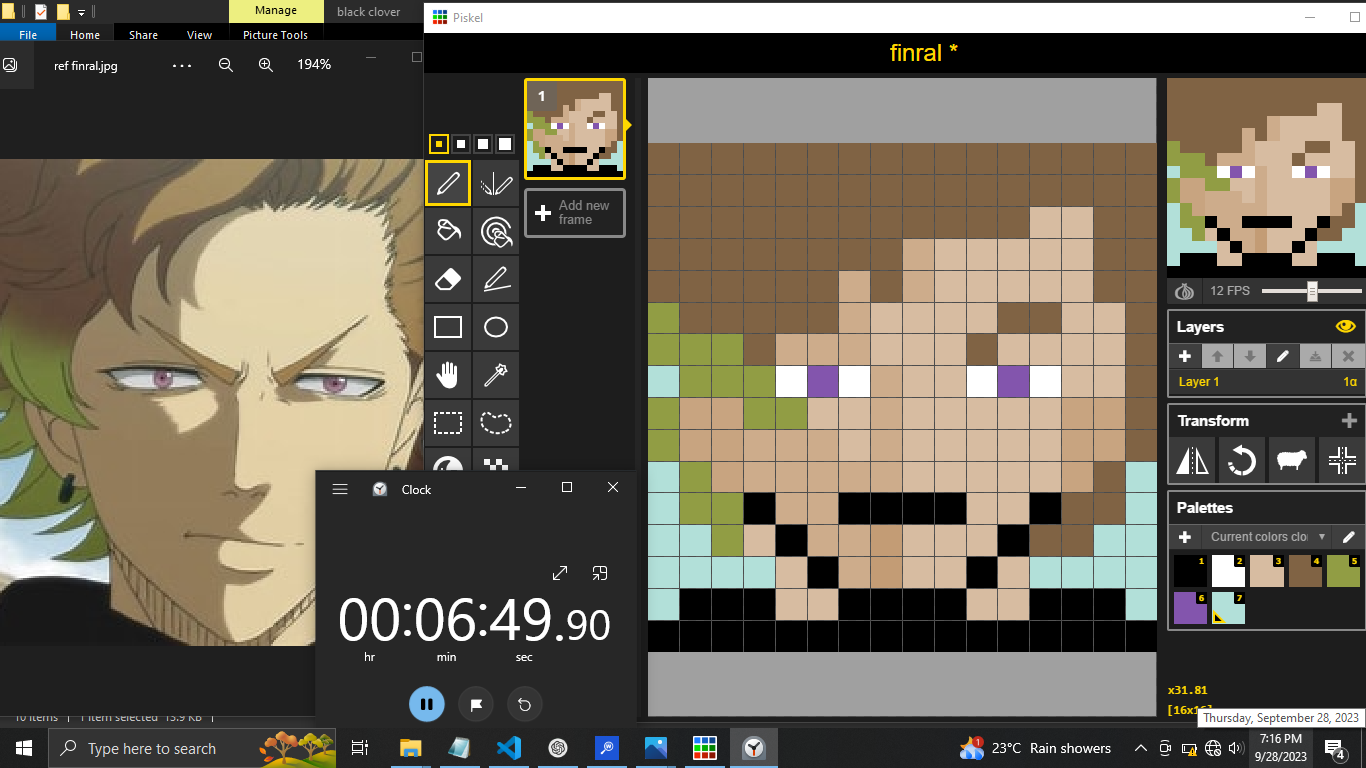 Manage
black clover
File
Home
Share
View
Picture Tools
Piskel
finral *
ref finral.jpg
194%
1
Add new
frame
12 FPS
Layers
Layer 1
1α
Transform
Palettes
Current colors clo
1
2
3
4
5
6
7
Clock
00:06:49.90
hr
min
sec
x31.81
[16x16]
Thursday, September 28, 2023
10 items
1 item selected 13.9 KB
Type here to search
1
23°C Rain showers
7:16 PM
9/28/2023
4